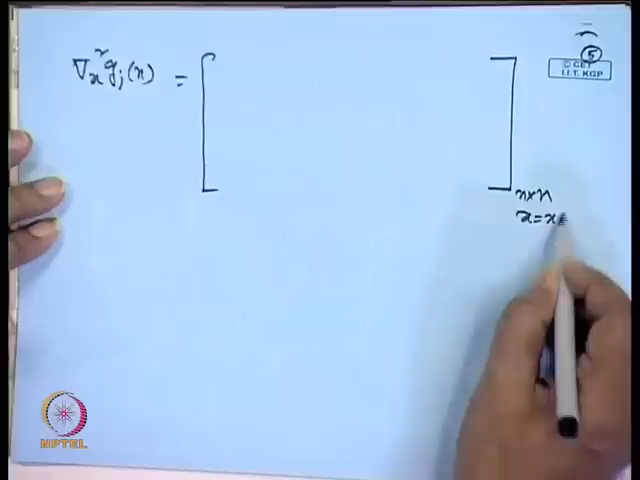 5
© CET
I.I.T. KGP
∇ₓ²gⱼ(x) = [ ]
n×n
x=x
NPTEL